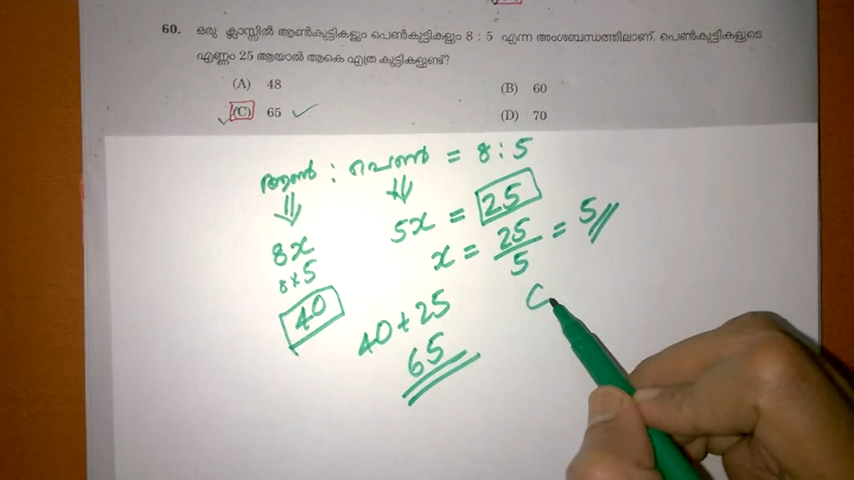 60. ഒരു ക്ലാസ്സിൽ ആൺകുട്ടികളും പെൺകുട്ടികളും 8 : 5 എന്ന അംശബന്ധത്തിലാണ്. പെൺകുട്ടികളുടെ
എണ്ണം 25 ആയാൽ ആകെ എത്ര കുട്ടികളുണ്ട്?
(A) 48 (B) 60
(C) 65 (D) 70
ആൺ : പെൺ = 8 : 5
8x 5x = 25
8×5 x = 25/5 = 5
40 40+25
65